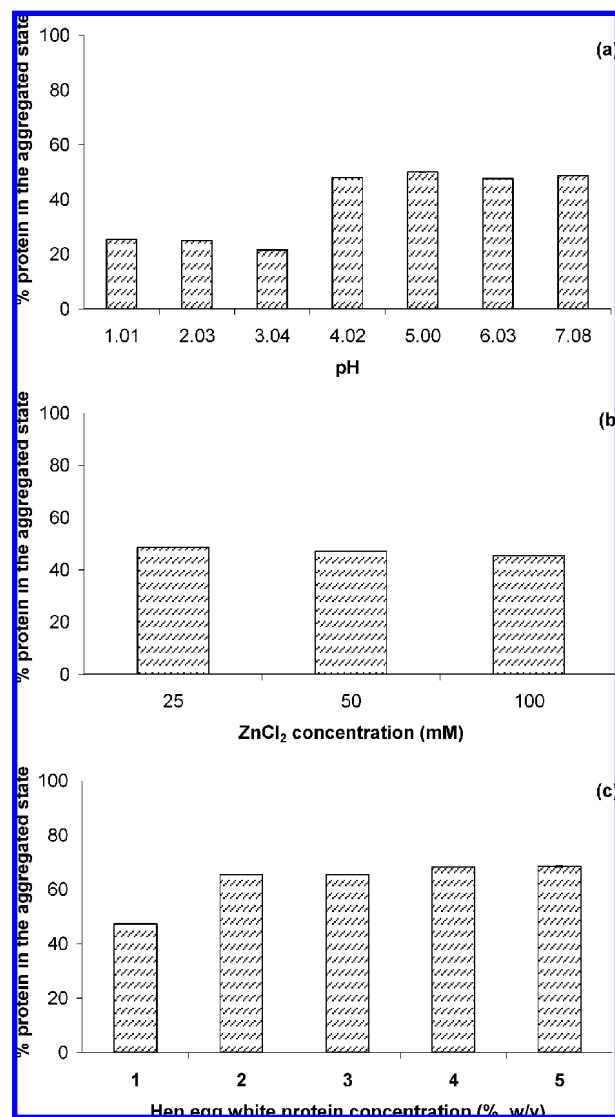 (a)
% protein in the aggregated state
100
80
60
40
20
0
1.01 2.03 3.04 4.02 5.00 6.03 7.08
pH
(b)
% protein in the aggregated state
100
80
60
40
20
0
25 50 100
ZnCl₂ concentration (mM)
(c)
% protein in the aggregated state
100
80
60
40
20
0
1 2 3 4 5
Hen egg white protein concentration (%, w/v)